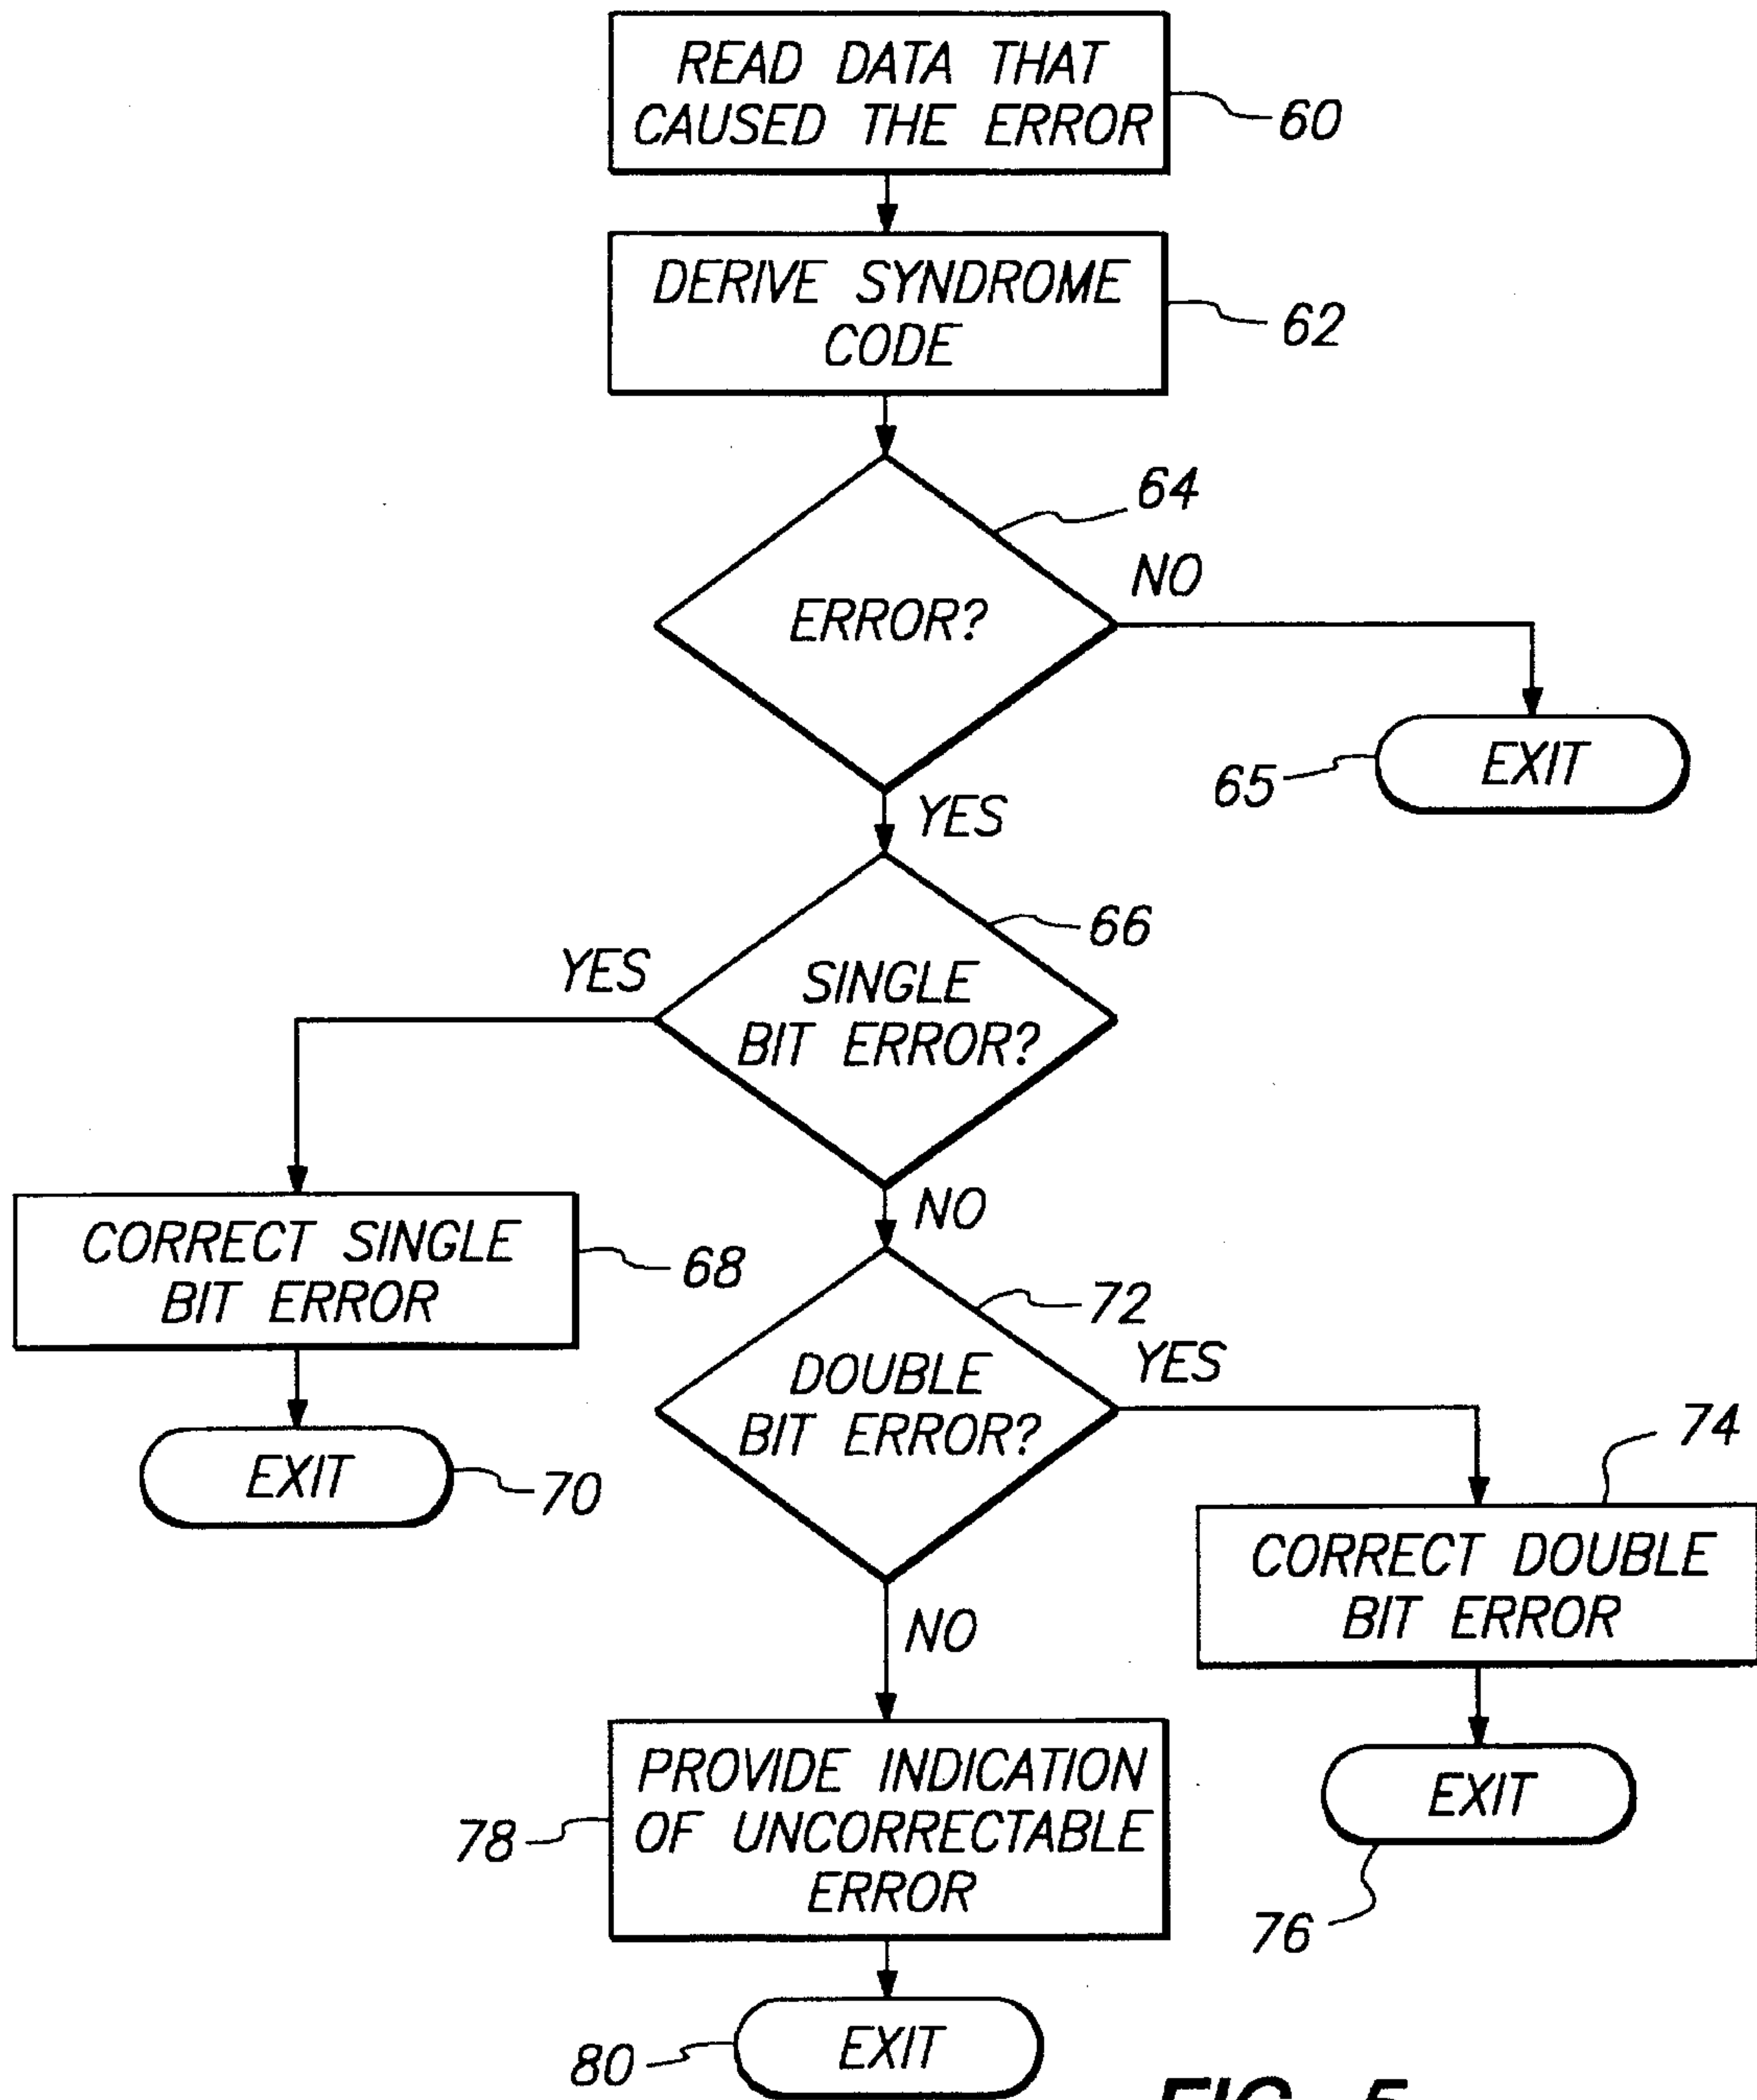 READ DATA THAT
CAUSED THE ERROR
60
DERIVE SYNDROME
CODE
62
64
ERROR?
NO
EXIT
65
YES
66
YES
SINGLE
BIT ERROR?
NO
CORRECT SINGLE
BIT ERROR
68
EXIT
70
72
DOUBLE
BIT ERROR?
YES
74
CORRECT DOUBLE
BIT ERROR
EXIT
76
NO
PROVIDE INDICATION
OF UNCORRECTABLE
ERROR
78
EXIT
80
FIG. 5